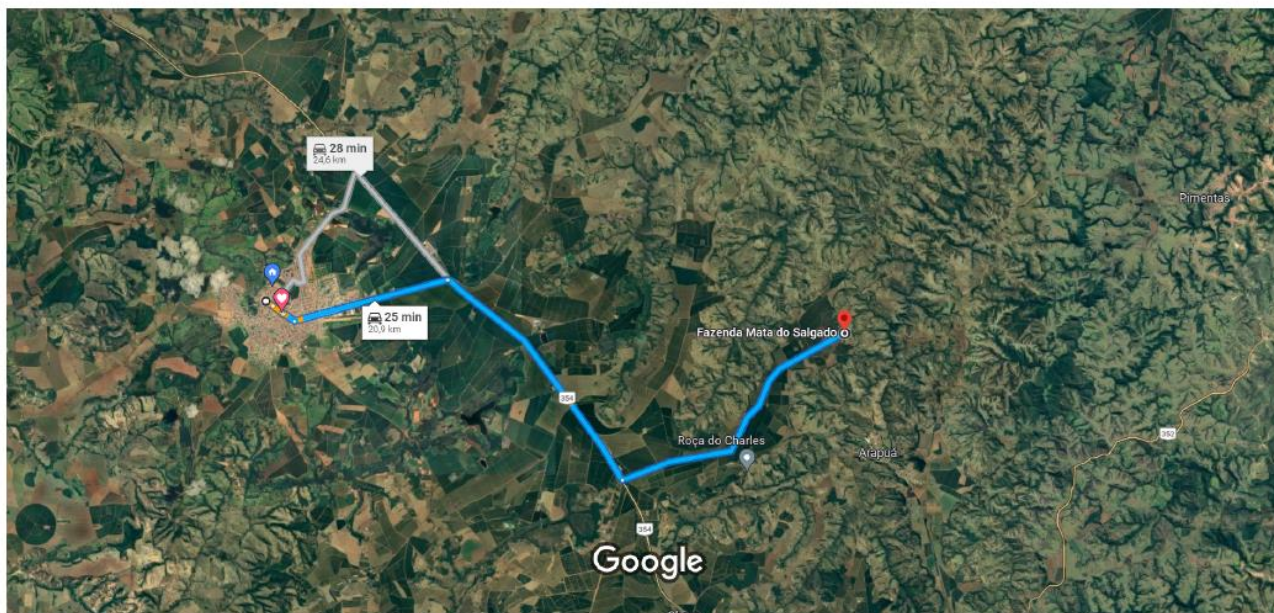 28 min
24,6 km
Pimentas
25 min
20,9 km
Fazenda Mata do Salgado
354
352
Roça do Charles
Arapuá
354
Google